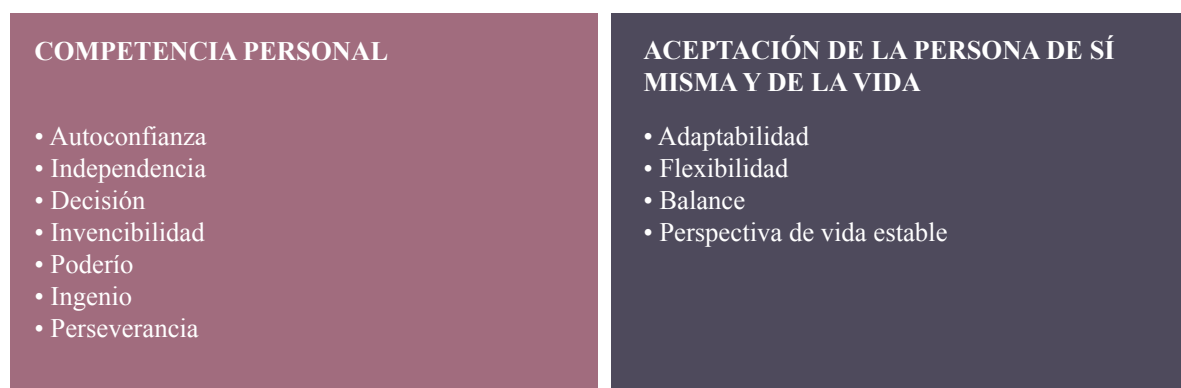 COMPETENCIA PERSONAL
• Autoconfianza
• Independencia
• Decisión
• Invencibilidad
• Poderío
• Ingenio
• Perseverancia
ACEPTACIÓN DE LA PERSONA DE SÍ
MISMA Y DE LA VIDA
• Adaptabilidad
• Flexibilidad
• Balance
• Perspectiva de vida estable